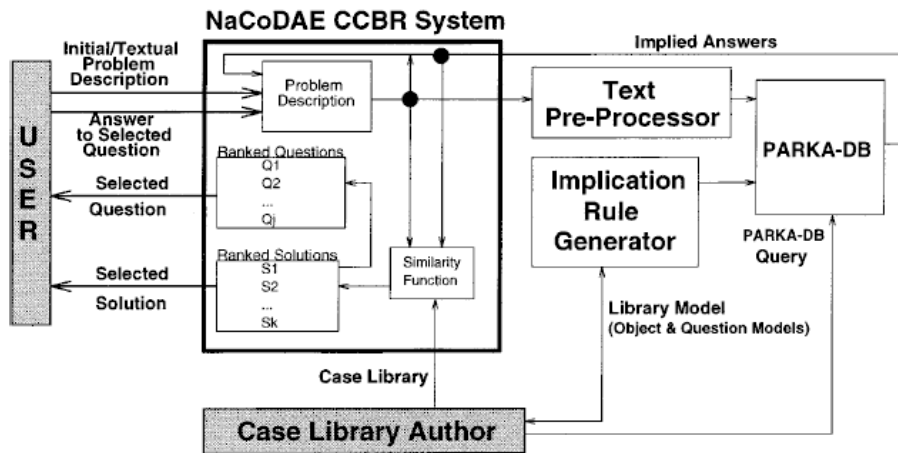 NaCoDAE CCBR System
Initial/Textual
Problem
Description
Answer
to Selected
Question
Selected
Question
Selected
Solution
USER
Problem
Description
Ranked Questions
Q1
Q2
...
Qj
Ranked Solutions
S1
S2
...
Sk
Similarity
Function
Implied Answers
Text
Pre-Processor
Implication
Rule
Generator
PARKA-DB
PARKA-DB
Query
Library Model
(Object & Question Models)
Case Library
Case Library Author